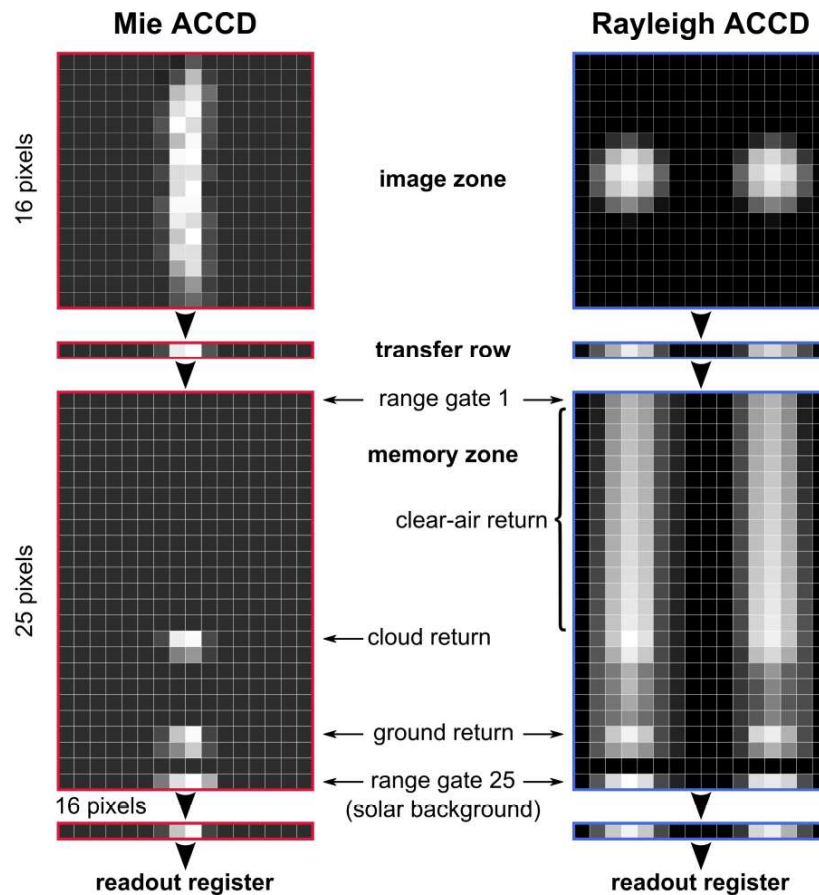 Mie ACCD
Rayleigh ACCD
16 pixels
image zone
transfer row
range gate 1
memory zone
clear-air return
25 pixels
cloud return
ground return
range gate 25
(solar background)
16 pixels
readout register
readout register